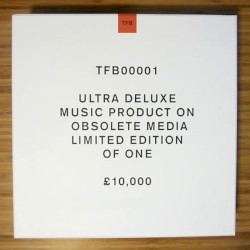 TFB
TFB00001
ULTRA DELUXE
MUSIC PRODUCT ON
OBSOLETE MEDIA
LIMITED EDITION
OF ONE
£10,000